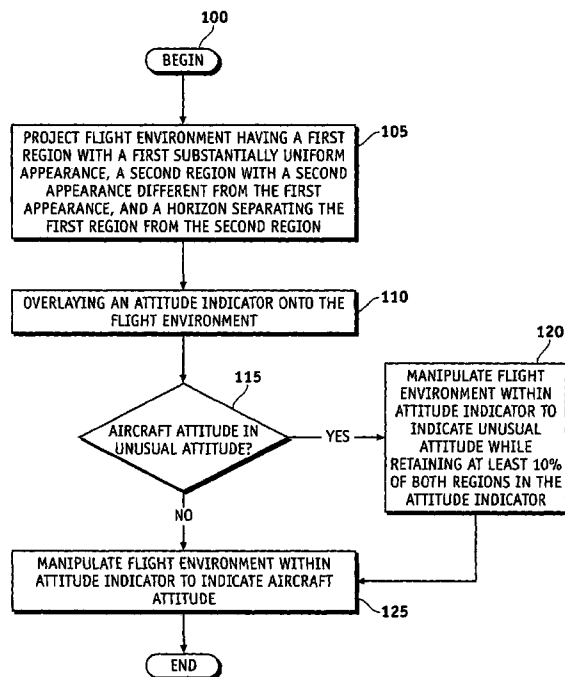 100
BEGIN
105
PROJECT FLIGHT ENVIRONMENT HAVING A FIRST
REGION WITH A FIRST SUBSTANTIALLY UNIFORM
APPEARANCE, A SECOND REGION WITH A SECOND
APPEARANCE DIFFERENT FROM THE FIRST
APPEARANCE, AND A HORIZON SEPARATING THE
FIRST REGION FROM THE SECOND REGION
110
OVERLAYING AN ATTITUDE INDICATOR ONTO THE
FLIGHT ENVIRONMENT
115
AIRCRAFT ATTITUDE IN
UNUSUAL ATTITUDE?
YES
120
MANIPULATE FLIGHT
ENVIRONMENT WITHIN
ATTITUDE INDICATOR TO
INDICATE UNUSUAL
ATTITUDE WHILE
RETAINING AT LEAST 10%
OF BOTH REGIONS IN THE
ATTITUDE INDICATOR
NO
MANIPULATE FLIGHT ENVIRONMENT WITHIN
ATTITUDE INDICATOR TO INDICATE AIRCRAFT
ATTITUDE
125
END